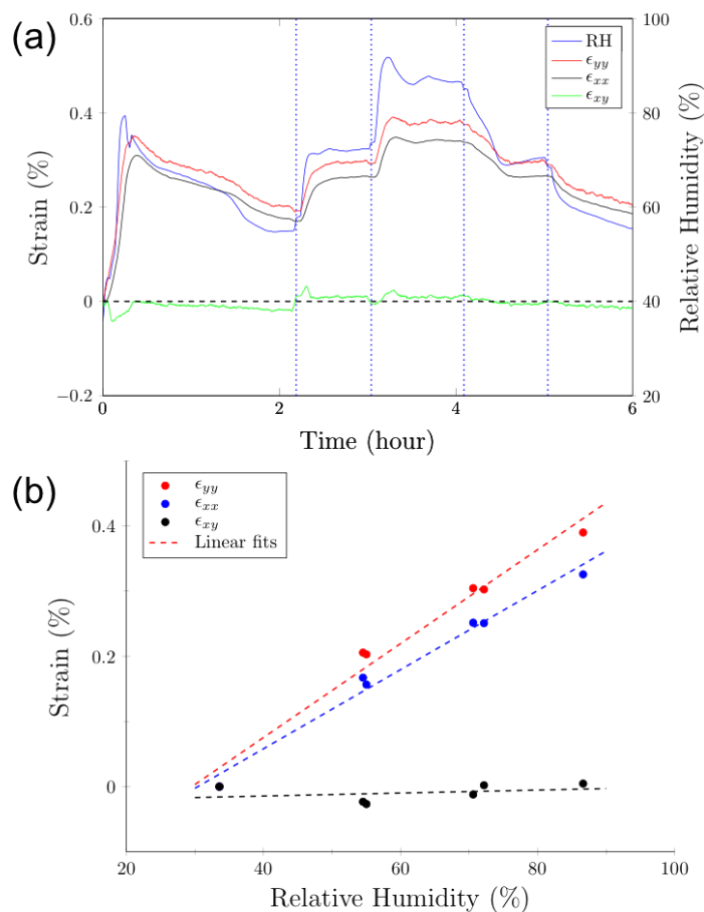 (a)
0.6
0.4
0.2
0
−0.2
Strain (%)
100
80
60
40
20
Relative Humidity (%)
RH
ϵyy
ϵxx
ϵxy
0
2
4
6
Time (hour)
(b)
ϵyy
ϵxx
ϵxy
Linear fits
0.4
0.2
0
Strain (%)
20
40
60
80
100
Relative Humidity (%)